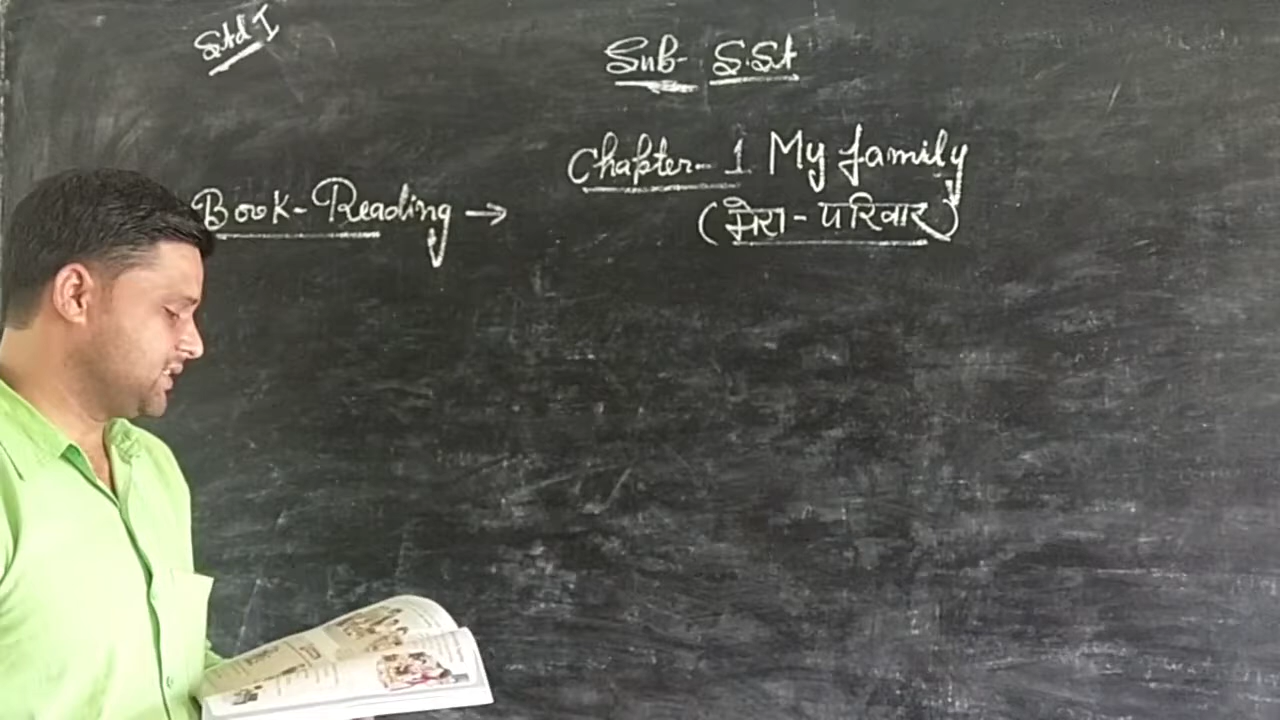 Std I
Sub- S.St
Chapter- 1 My family
(मेरा - परिवार)
Book-Reading →